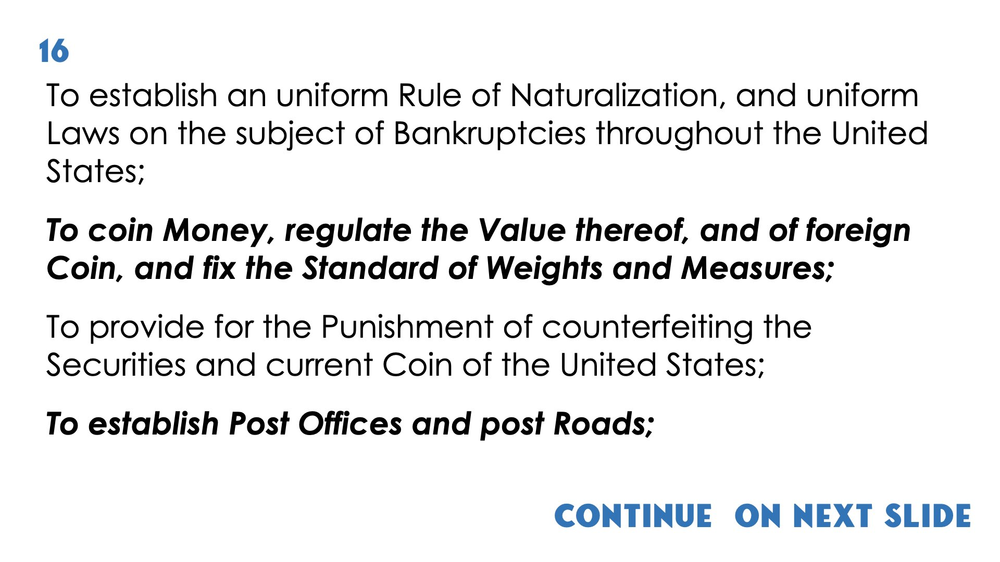 16
To establish an uniform Rule of Naturalization, and uniform
Laws on the subject of Bankruptcies throughout the United
States;
To coin Money, regulate the Value thereof, and of foreign
Coin, and fix the Standard of Weights and Measures;
To provide for the Punishment of counterfeiting the
Securities and current Coin of the United States;
To establish Post Offices and post Roads;
CONTINUE ON NEXT SLIDE